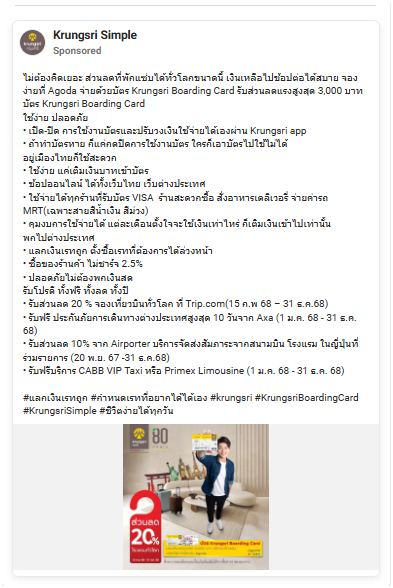 Krungsri Simple
Sponsored
ไม่ต้องคิดเยอะ ส่วนลดที่พักแซ่บได้ทั่วโลกขนาดนี้ เงินเหลือไปช้อปต่อได้สบาย จอง
ง่ายที่ Agoda จ่ายด้วยบัตร Krungsri Boarding Card รับส่วนลดแรงสูงสุด 3,000 บาท
บัตร Krungsri Boarding Card
ใช้ง่าย ปลอดภัย
• เปิด-ปิด การใช้งานบัตรและปรับวงเงินใช้จ่ายได้เองผ่าน Krungsri app
• ถ้าทำบัตรหาย ก็แค่กดปิดการใช้งานบัตร ใครก็เอาบัตรไปใช้ไม่ได้
อยู่เมืองไทยก็ใช้สะดวก
• ใช้ง่าย แค่เติมเงินบาทเข้าบัตร
• ช้อปออนไลน์ ได้ทั้งเว็บไทย เว็บต่างประเทศ
• ใช้จ่ายได้ทุกร้านที่รับบัตร VISA ร้านสะดวกซื้อ สั่งอาหารเดลิเวอรี่ จ่ายค่ารถ
MRT(เฉพาะสายสีน้ำเงิน สีม่วง)
• คุมงบการใช้จ่ายได้ แต่ละเดือนตั้งใจจะใช้เงินเท่าไหร่ ก็เติมเงินเข้าไปเท่านั้น
พกไปต่างประเทศ
• แลกเงินเรทถูก ตั้งซื้อเรทที่ต้องการได้ล่วงหน้า
• ซื้อของร้านค้า ไม่ชาร์จ 2.5%
• ปลอดภัยไม่ต้องพกเงินสด
รับโปรดี ทั้งฟรี ทั้งลด ทั้งปี
• รับส่วนลด 20 % จองเที่ยวบินทั่วโลก ที่ Trip.com(15 ก.พ 68 – 31 ธ.ค.68)
• รับฟรี ประกันภัยการเดินทางต่างประเทศสูงสุด 10 วันจาก Axa (1 ม.ค. 68 - 31 ธ.ค.
68)
• รับส่วนลด 10% จาก Airporter บริการจัดส่งสัมภาระจากสนามบิน โรงแรม ในญี่ปุ่นที่
ร่วมรายการ (20 พ.ย. 67 -31 ธ.ค.68)
• รับฟรีบริการ CABB VIP Taxi หรือ Primex Limousine (1 ม.ค. 68 - 31 ธ.ค. 68)
#แลกเงินเรทถูก #กำหนดเรทที่อยากได้ได้เอง #krungsri #KrungsriBoardingCard
#KrungsriSimple #ชีวิตง่ายได้ทุกวัน
krungsri
80
ส่วนลด
20%
Krungsri Boarding Card